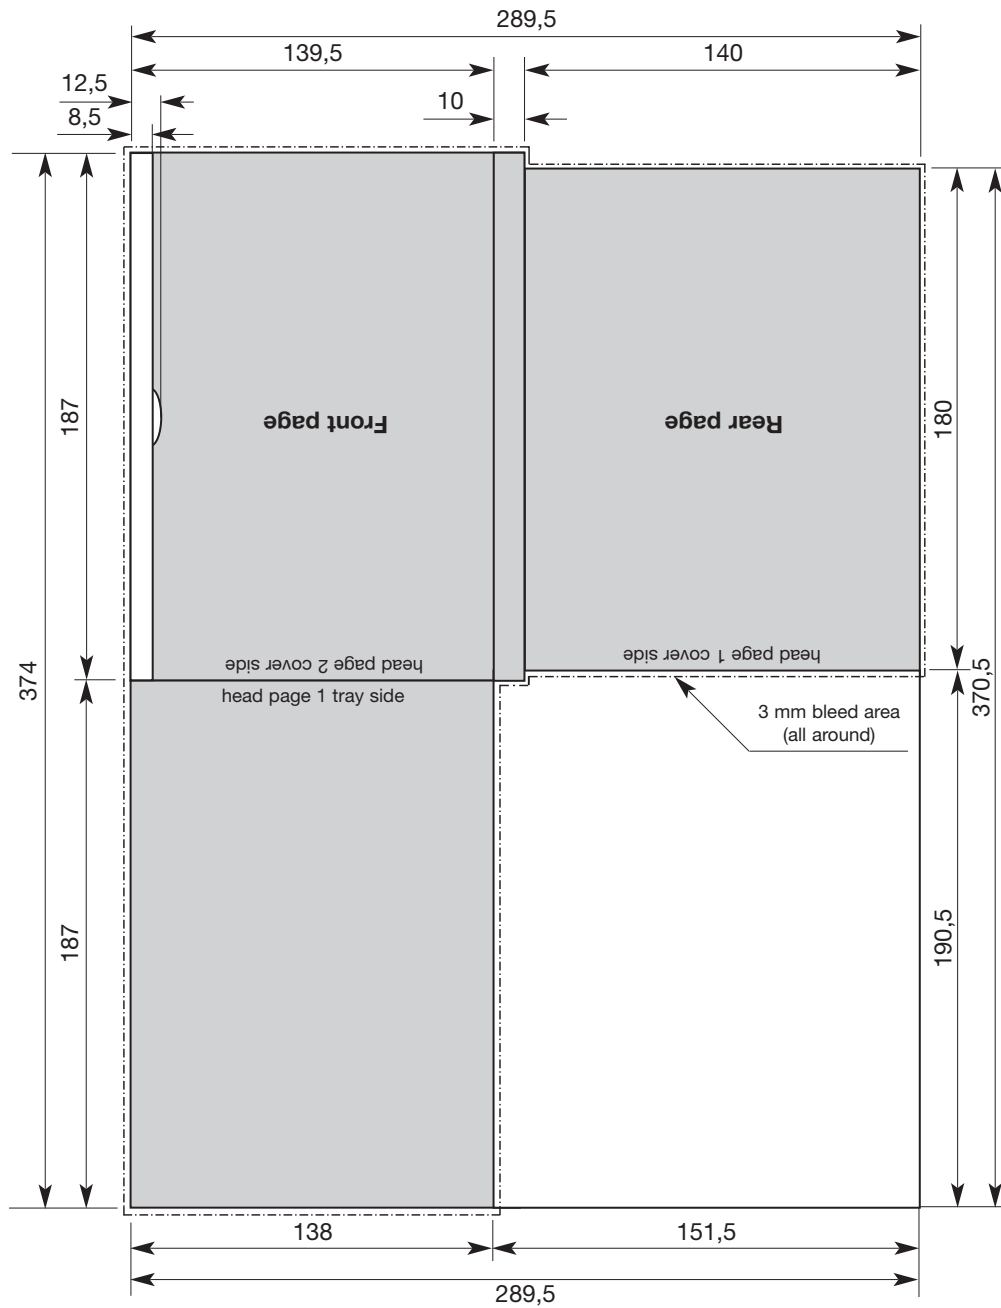 289,5
139,5
140
12,5
10
8,5
187
Front page
Rear page
180
head page 2 cover side
head page 1 cover side
374
370,5
head page 1 tray side
3 mm bleed area
(all around)
187
190,5
138
151,5
289,5